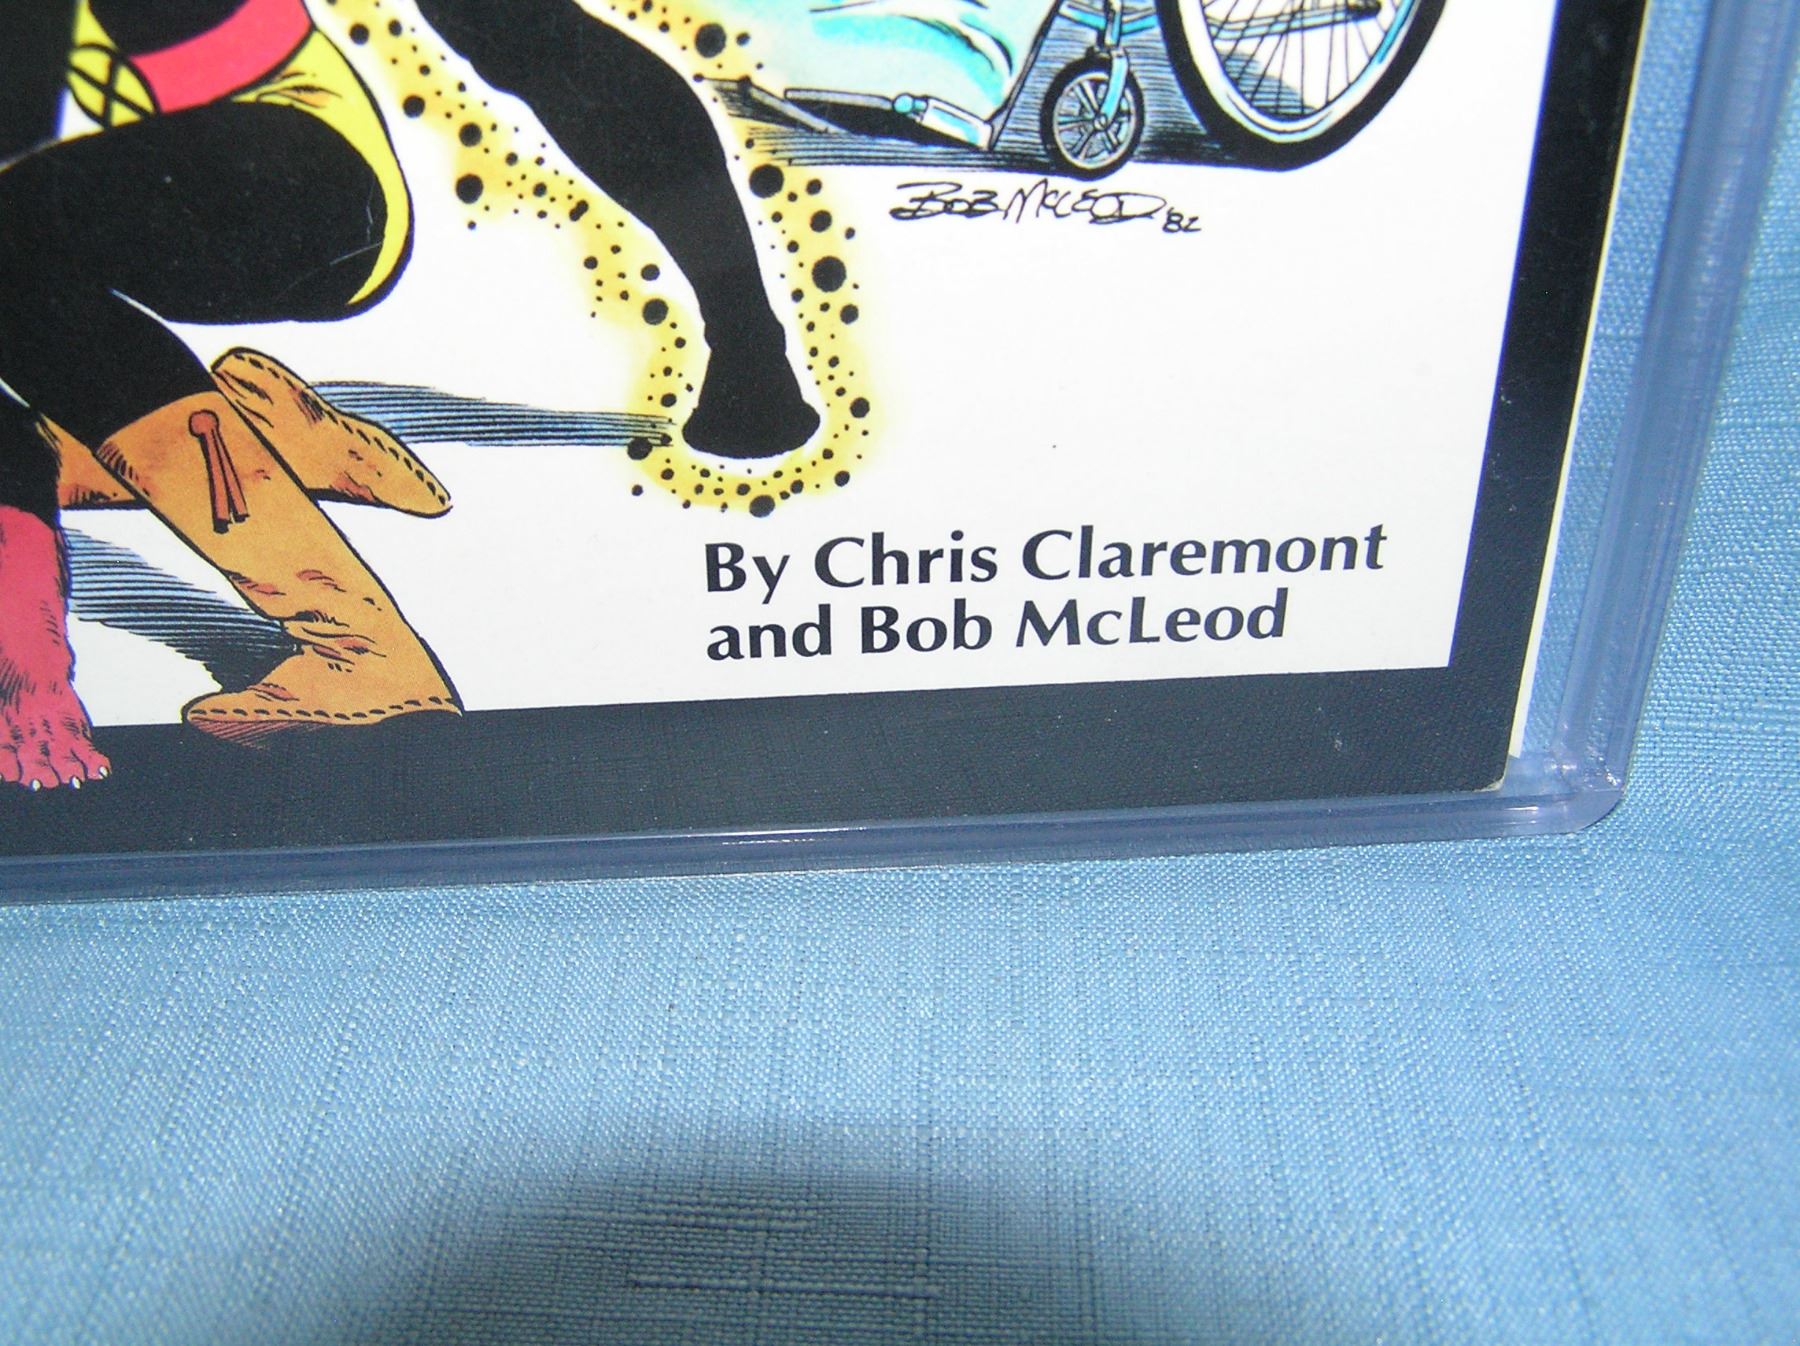 Bob McLeod '82
By Chris Claremont
and Bob McLeod